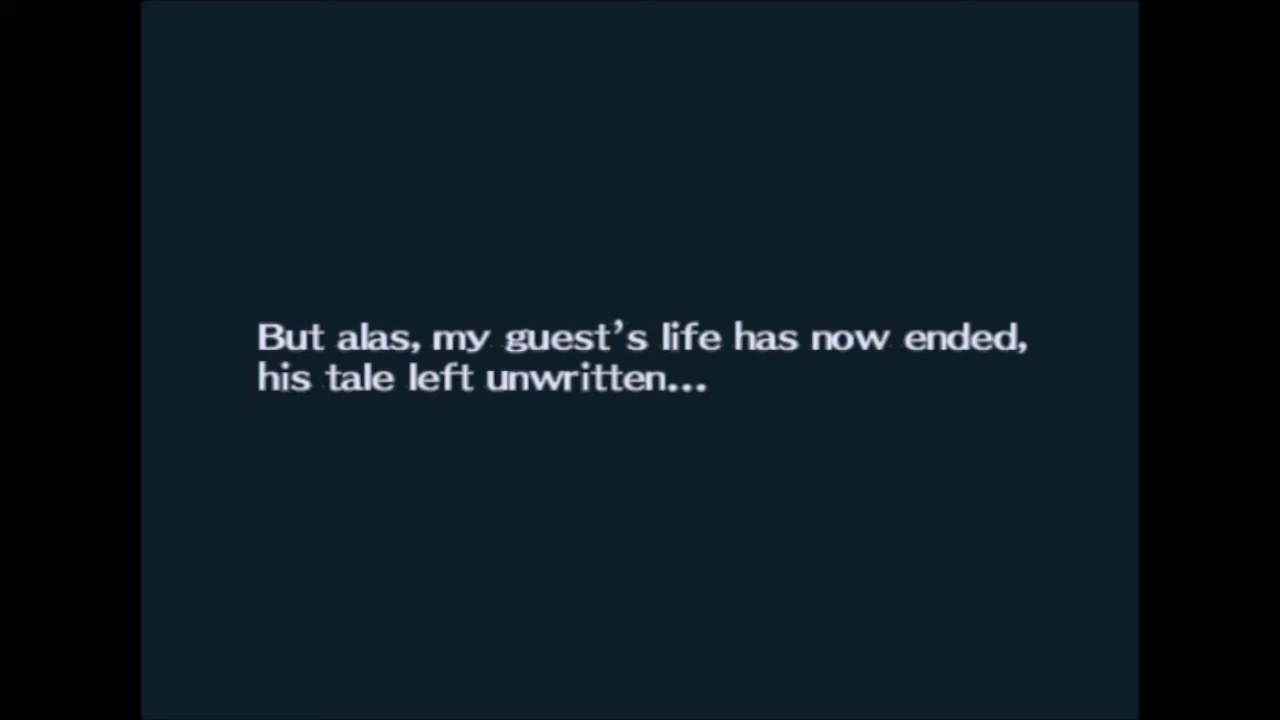 But alas, my guest’s life has now ended,
his tale left unwritten...